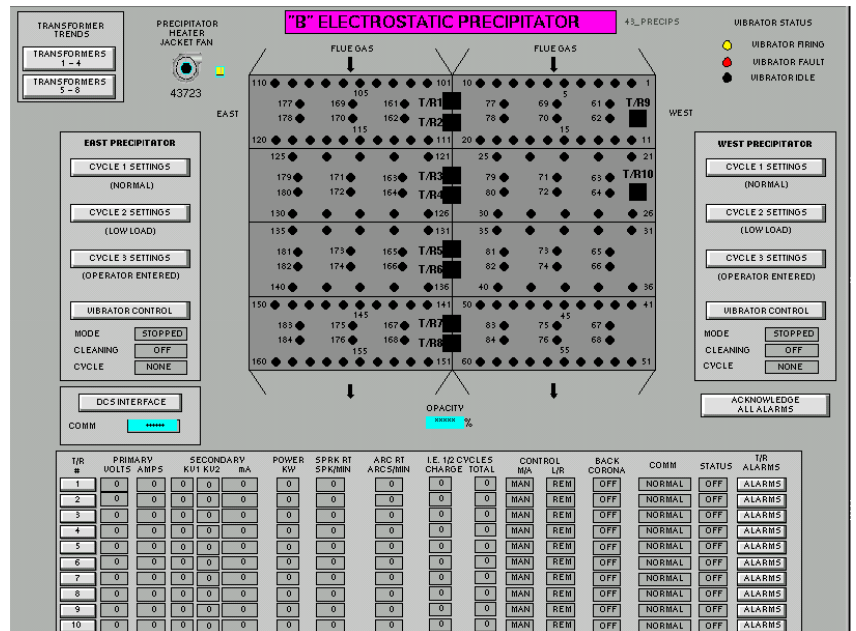 TRANSFORMER
TRENDS
TRANSFORMERS
1 - 4
TRANSFORMERS
5 - 8
PRECIPITATOR
HEATER
JACKET FAN
43723
"B" ELECTROSTATIC PRECIPITATOR
43_PRECIPS
VIBRATOR STATUS
VIBRATOR FIRING
VIBRATOR FAULT
VIBRATOR IDLE
FLUE GAS FLUE GAS
EAST
WEST
110 101 10 1
105 5
177 169 161 T/R1 77 69 61 T/R9
178 170 162 T/R2 78 70 62
115 15
120 111 20 11
125 121 25 21
179 171 163 T/R3 79 71 63 T/R10
180 172 164 T/R4 80 72 64
130 126 30 26
135 131 35 31
181 173 165 T/R5 81 73 65
182 174 166 T/R6 82 74 66
140 136 40 36
150 141 50 41
145 45
183 175 167 T/R7 83 75 67
184 176 168 T/R8 84 76 68
155 55
160 151 60 51
EAST PRECIPITATOR
CYCLE 1 SETTINGS
(NORMAL)
CYCLE 2 SETTINGS
(LOW LOAD)
CYCLE 3 SETTINGS
(OPERATOR ENTERED)
VIBRATOR CONTROL
MODE STOPPED
CLEANING OFF
CYCLE NONE
WEST PRECIPITATOR
CYCLE 1 SETTINGS
(NORMAL)
CYCLE 2 SETTINGS
(LOW LOAD)
CYCLE 3 SETTINGS
(OPERATOR ENTERED)
VIBRATOR CONTROL
MODE STOPPED
CLEANING OFF
CYCLE NONE
DCS INTERFACE
COMM ******
OPACITY
***** %
ACKNOWLEDGE
ALL ALARMS
T/R PRIMARY SECONDARY POWER SPRK RT ARC RT I.E. 1/2 CYCLES CONTROL BACK COMM STATUS T/R
# VOLTS AMPS KV1 KV2 mA KW SPK/MIN ARCS/MIN CHARGE TOTAL M/A L/R CORONA ALARMS
1 0 0 0 0 0 0 0 0 0 0 MAN REM OFF NORMAL OFF ALARMS
2 0 0 0 0 0 0 0 0 0 0 MAN REM OFF NORMAL OFF ALARMS
3 0 0 0 0 0 0 0 0 0 0 MAN REM OFF NORMAL OFF ALARMS
4 0 0 0 0 0 0 0 0 0 0 MAN REM OFF NORMAL OFF ALARMS
5 0 0 0 0 0 0 0 0 0 0 MAN REM OFF NORMAL OFF ALARMS
6 0 0 0 0 0 0 0 0 0 0 MAN REM OFF NORMAL OFF ALARMS
7 0 0 0 0 0 0 0 0 0 0 MAN REM OFF NORMAL OFF ALARMS
8 0 0 0 0 0 0 0 0 0 0 MAN REM OFF NORMAL OFF ALARMS
9 0 0 0 0 0 0 0 0 0 0 MAN REM OFF NORMAL OFF ALARMS
10 0 0 0 0 0 0 0 0 0 0 MAN REM OFF NORMAL OFF ALARMS